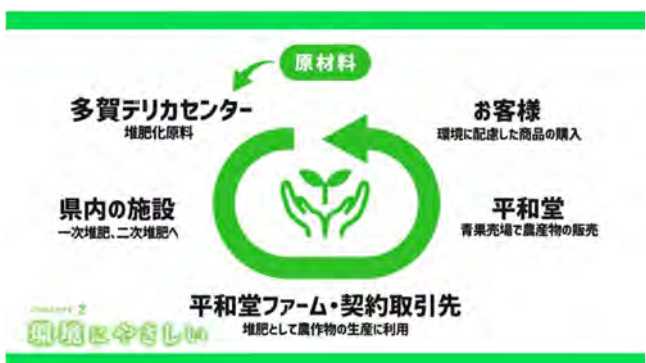 原材料
多賀デリカセンター
堆肥化原料
お客様
環境に配慮した商品の購入
県内の施設
一次堆肥、二次堆肥へ
平和堂
青果売場で農産物の販売
平和堂ファーム・契約取引先
堆肥として農作物の生産に利用
2
環境にやさしい